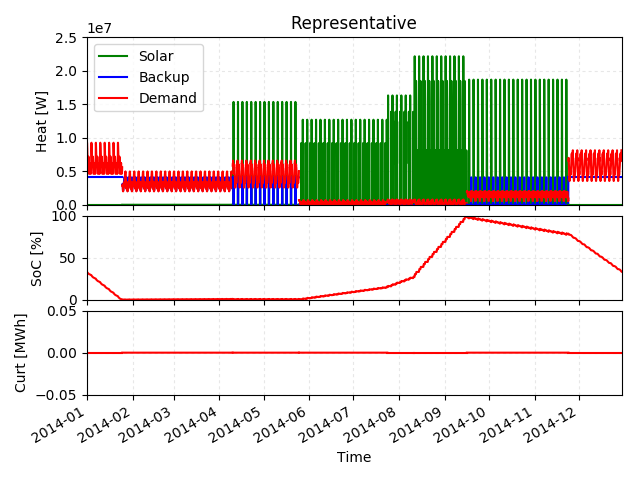 Representative
1e7
2.5
2.0
1.5
1.0
0.5
0.0
Heat [W]
Solar
Backup
Demand
100
50
0
SoC [%]
0.05
0.00
−0.05
Curt [MWh]
2014-01
2014-02
2014-03
2014-04
2014-05
2014-06
2014-07
2014-08
2014-09
2014-10
2014-11
2014-12
Time